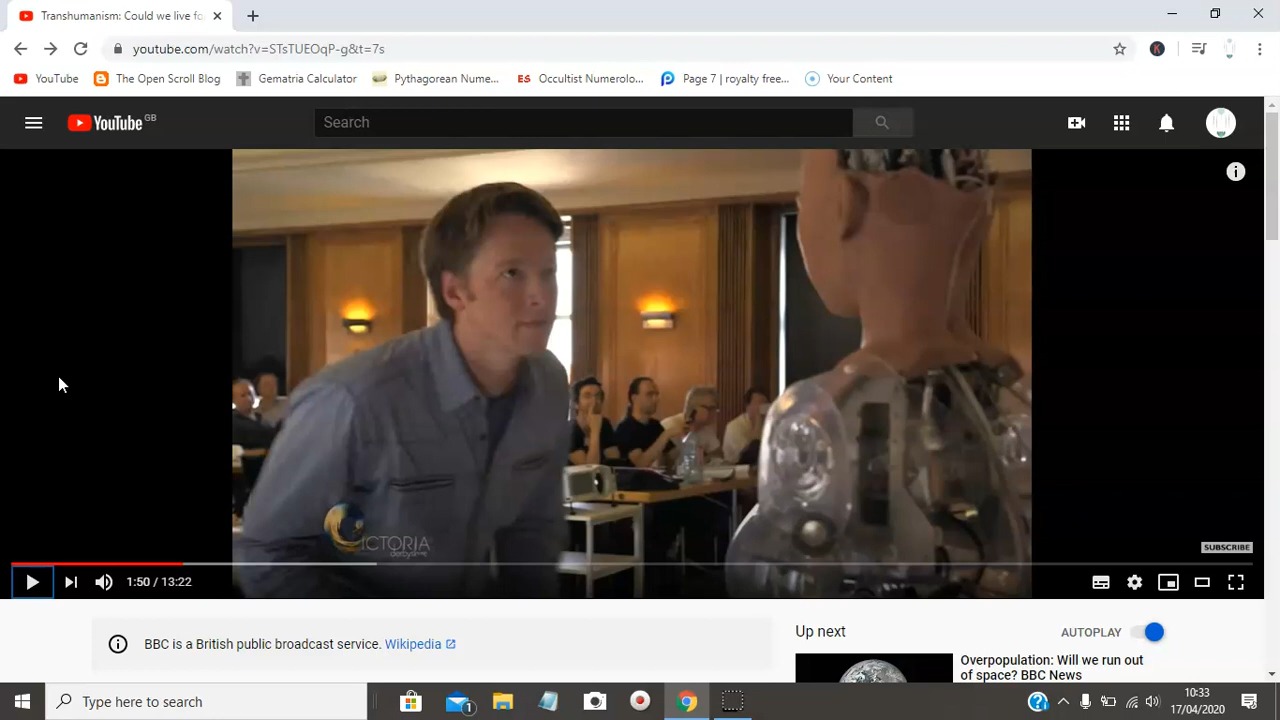 Transhumanism: Could we live fo
youtube.com/watch?v=STsTUEOqP-g&t=7s
YouTube
The Open Scroll Blog
Gematria Calculator
Pythagorean Nume...
ES Occultist Numerolo...
Page 7 | royalty free...
Your Content
YouTube GB
Search
ICTORIA
derbyshire
SUBSCRIBE
1:50 / 13:22
BBC is a British public broadcast service. Wikipedia
Up next
AUTOPLAY
Overpopulation: Will we run out
of space? BBC News
Type here to search
1
10:33
17/04/2020